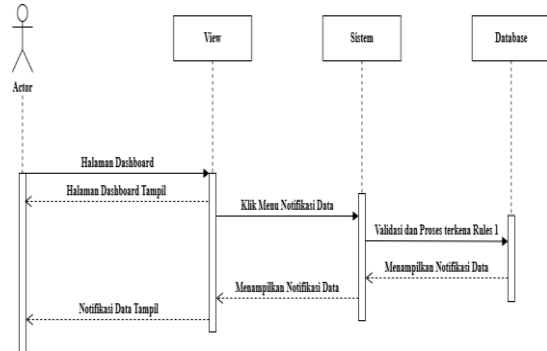 View
Sistem
Database
Actor
Halaman Dashboard
Halaman Dashboard Tampil
Klik Menu Notifikasi Data
Validasi dan Proses terkena Rules 1
Menampilkan Notifikasi Data
Menampilkan Notifikasi Data
Notifikasi Data Tampil